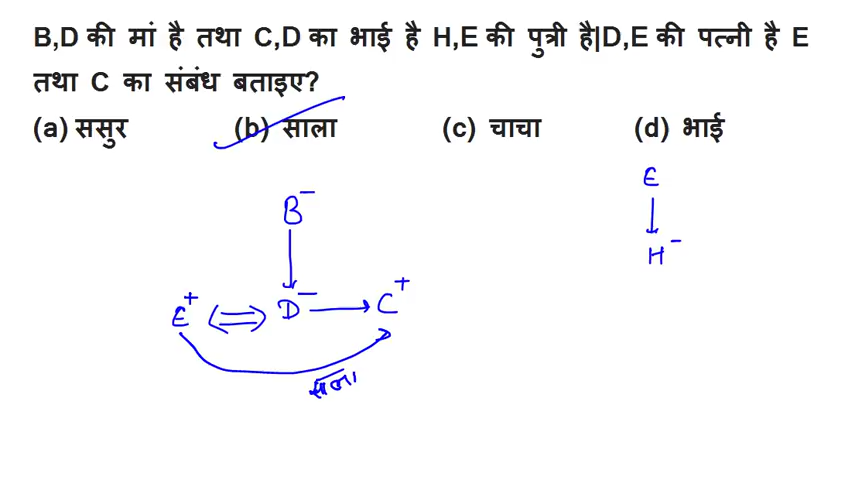 B,D की मां है तथा C,D का भाई है H,E की पुत्री है|D,E की पत्नी है E
तथा C का संबंध बताइए?
(a) ससुर (b) साला (c) चाचा (d) भाई
E
B⁻
H⁻
E⁺ D⁻ C⁺
साला